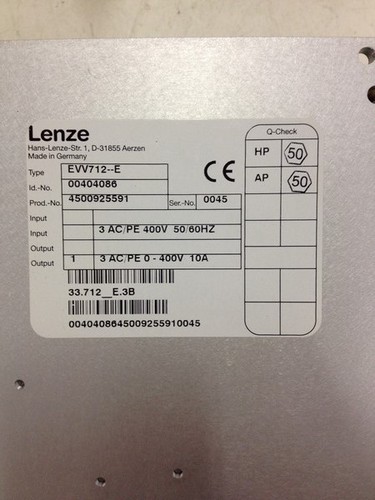 Lenze
Hans-Lenze-Str. 1, D-31855 Aerzen
Made in Germany
Type EVV712--E
Id.-No. 00404086
Prod.-No. 4500925591 Ser.-No. 0045
Input
Input 3 AC/PE 400V 50/60HZ
Output
Output 1 3 AC/PE 0 - 400V 10A
33.712__E.3B
0040408645009255910045
CE
Q-Check
HP 50
AP 50